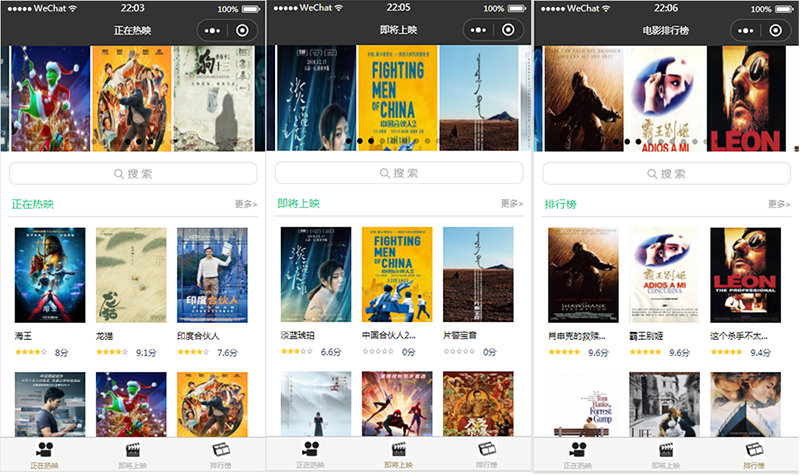 WeChat 22:03 100%
正在热映
搜 索
正在热映 更多>
印度合伙人
海王 龙猫 印度合伙人
8分 9.1分 7.6分
正在热映 即将上映 排行榜
WeChat 22:05 100%
即将上映
2018.12.17
FIGHTING
MEN
OF
CHINA
中国合伙人2
搜 索
即将上映 更多>
FIGHTING
MEN
OF CHINA
中国合伙人2
淡蓝琥珀 中国合伙人2... 片警宝音
6.6分 0分 0分
正在热映 即将上映 排行榜
WeChat 22:06 100%
电影排行榜
霸王别姬
ADIOS A MI
LEON
搜 索
排行榜 更多>
SHAWSHANK
霸王别姬
ADIOS A MI
CONCUBINA
LEON
THE PROFESSIONAL
肖申克的救赎... 霸王别姬 这个杀手不太...
9.6分 9.6分 9.4分
Tom
Hanks
Forrest
Gump
LIFE
正在热映 即将上映 排行榜